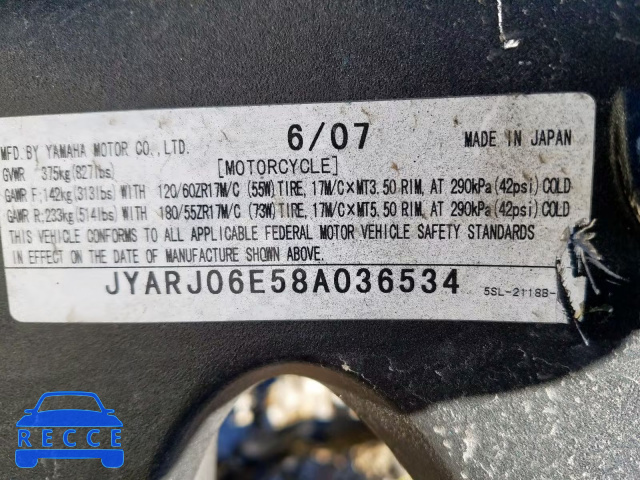 6/07
MFD.BY YAMAHA MOTOR CO.,LTD. MADE IN JAPAN
GVWR 375kg(827lbs) [MOTORCYCLE]
GAWR F;142kg(313lbs)WITH 120/60ZR17M/C (55W)TIRE, 17M/C×MT3.50 RIM, AT 290kPa(42psi)COLD
GAWR R;233kg(514lbs)WITH 180/55ZR17M/C (73W)TIRE, 17M/C×MT5.50 RIM, AT 290kPa(42psi)COLD
THIS VEHICLE CONFORMS TO ALL APPLICABLE FEDERAL MOTOR VEHICLE SAFETY STANDARDS
IN EFFECT ON THE DATE OF MANUFACTURE SHOWN ABOVE.
JYARJ06E58A036534
5SL-2118B-
RECCE